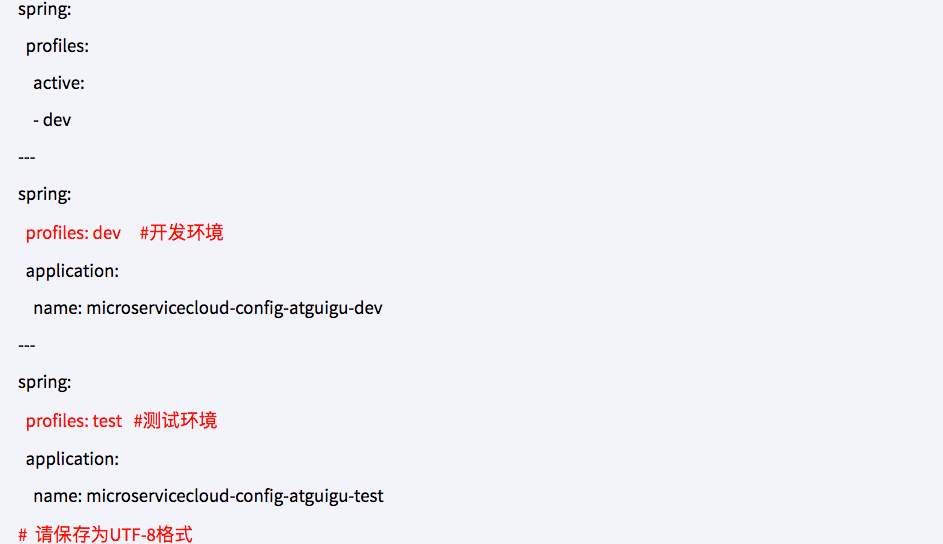 spring:
  profiles:
    active:
    - dev
---
spring:
  profiles: dev    #开发环境
  application:
    name: microservicecloud-config-atguigu-dev
---
spring:
  profiles: test   #测试环境
  application:
    name: microservicecloud-config-atguigu-test
#  请保存为UTF-8格式